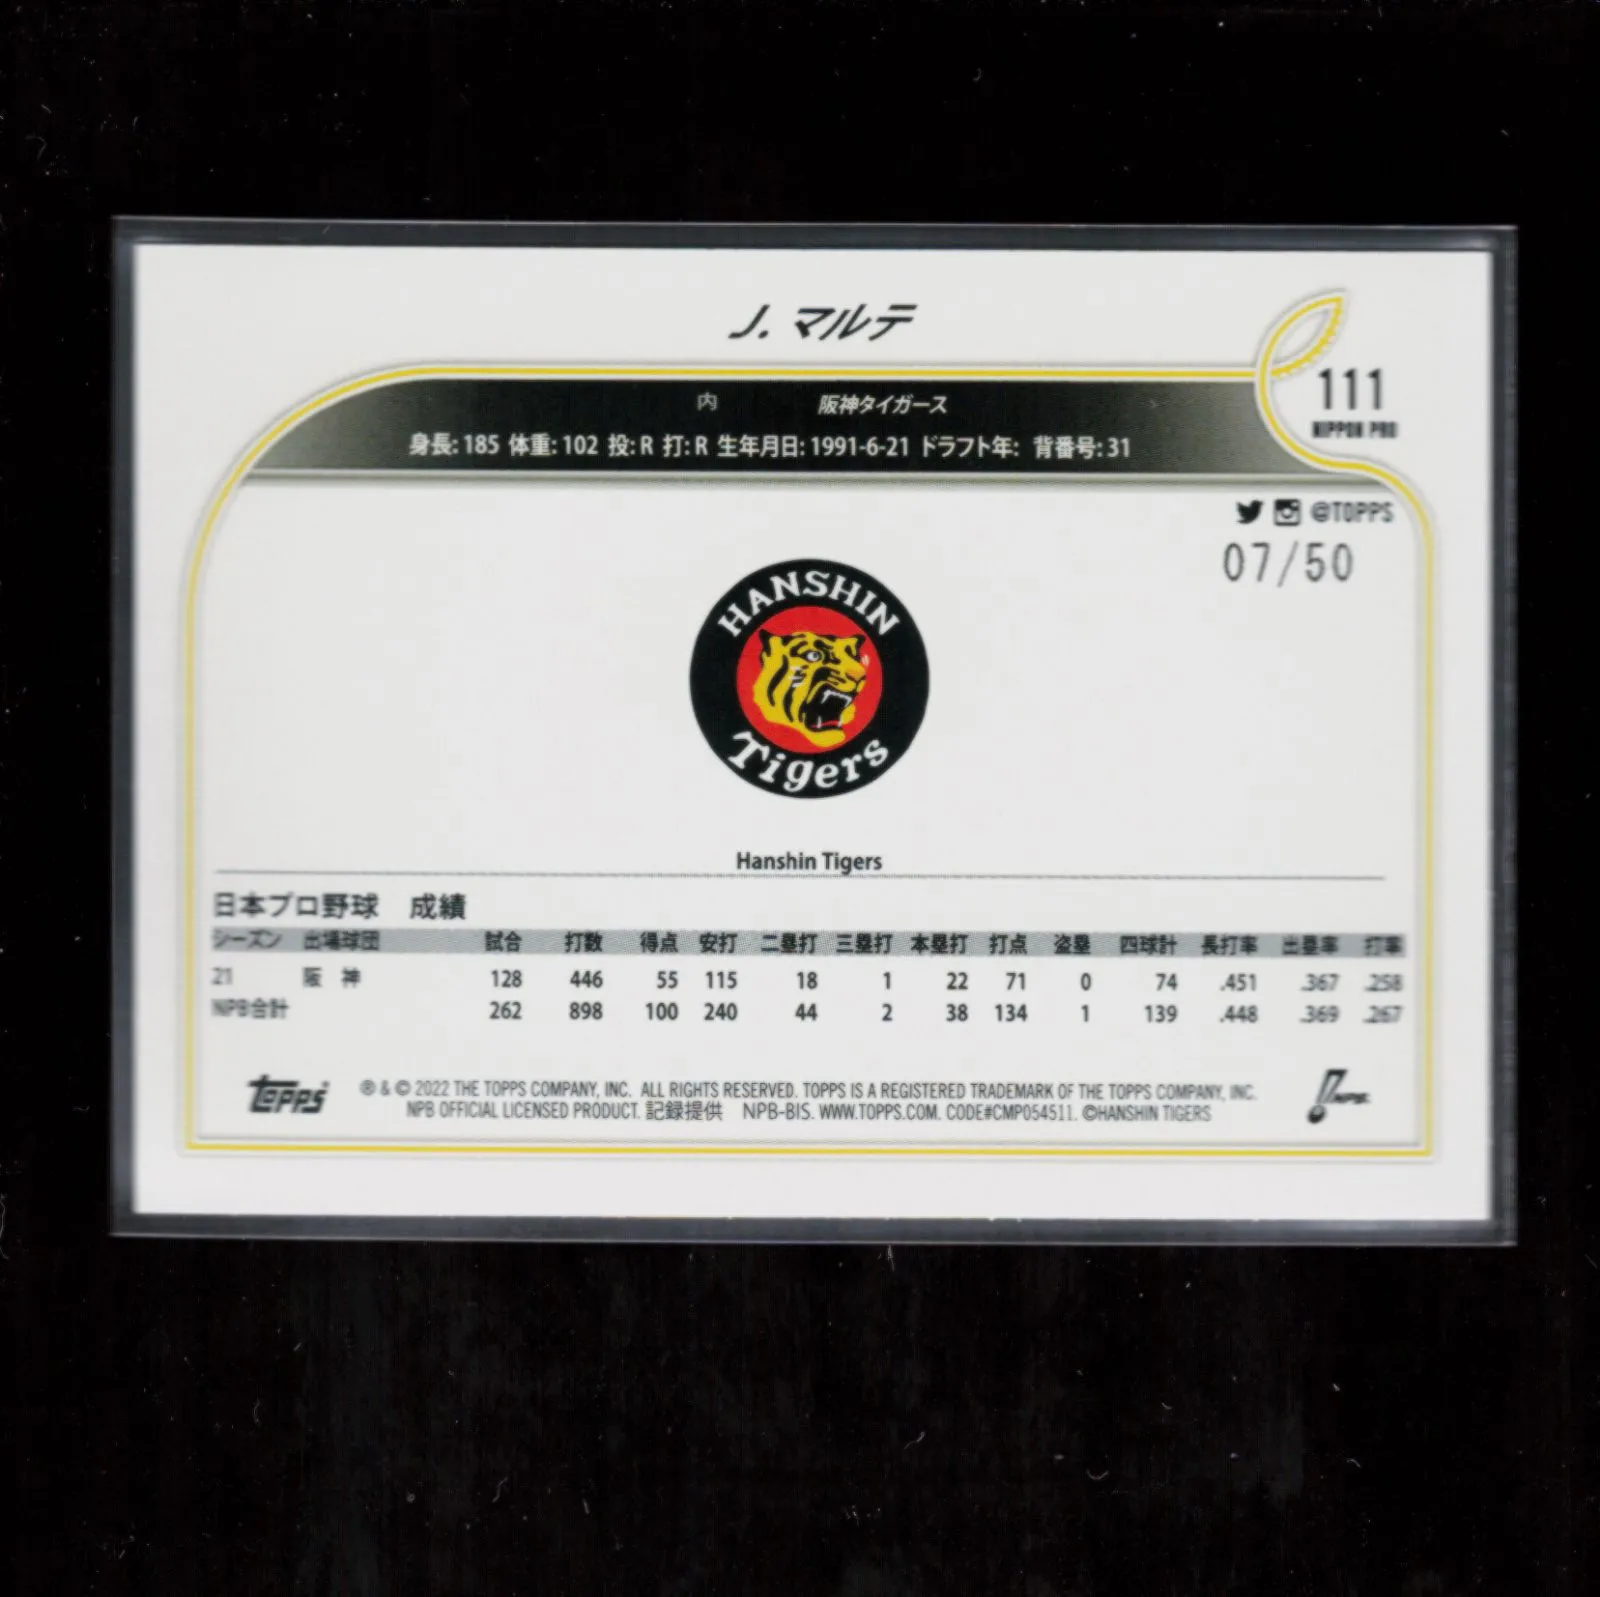 J. マルテ
111
NIPPON PRO
内 阪神タイガース
身長: 185 体重: 102 投: R 打: R 生年月日: 1991-6-21 ドラフト年: 背番号: 31
@TOPPS
07/50
HANSHIN
Tigers
Hanshin Tigers
日本プロ野球 成績
シーズン 出場球団 試合 打数 得点 安打 二塁打 三塁打 本塁打 打点 盗塁 四球計 長打率 出塁率 打率
21 阪 神 128 446 55 115 18 1 22 71 0 74 .451 .367 .258
NPB合計 262 898 100 240 44 2 38 134 1 139 .448 .369 .267
topps
® & © 2022 THE TOPPS COMPANY, INC. ALL RIGHTS RESERVED. TOPPS IS A REGISTERED TRADEMARK OF THE TOPPS COMPANY, INC.
NPB OFFICIAL LICENSED PRODUCT. 記録提供 NPB-BIS. WWW.TOPPS.COM. CODE#CMP054511. ©HANSHIN TIGERS
NPB